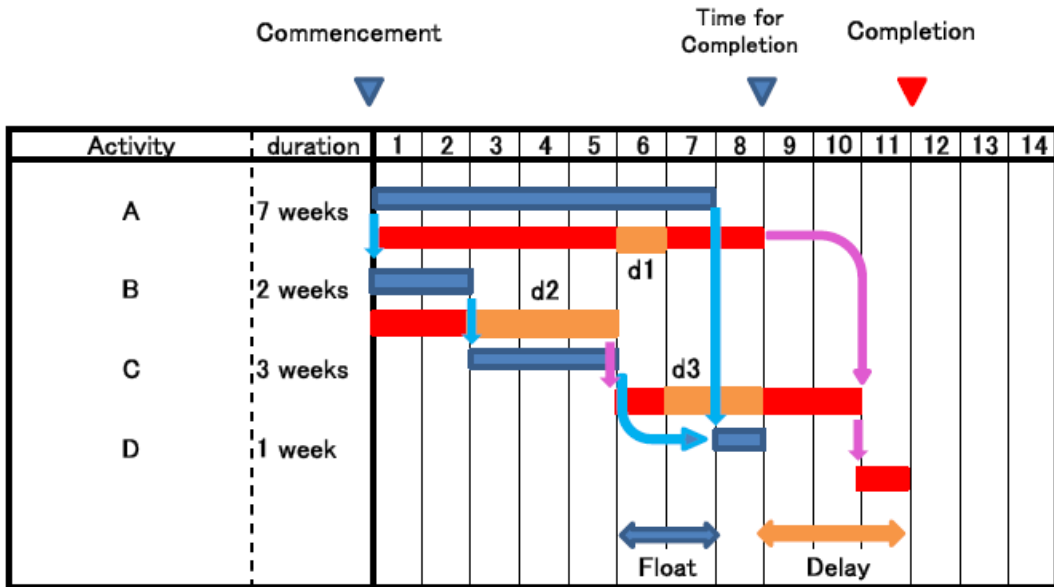 Commencement
Time for
Completion
Completion
Activity duration 1 2 3 4 5 6 7 8 9 10 11 12 13 14
A 7 weeks
d1
B 2 weeks
d2
C 3 weeks
d3
D 1 week
Float Delay